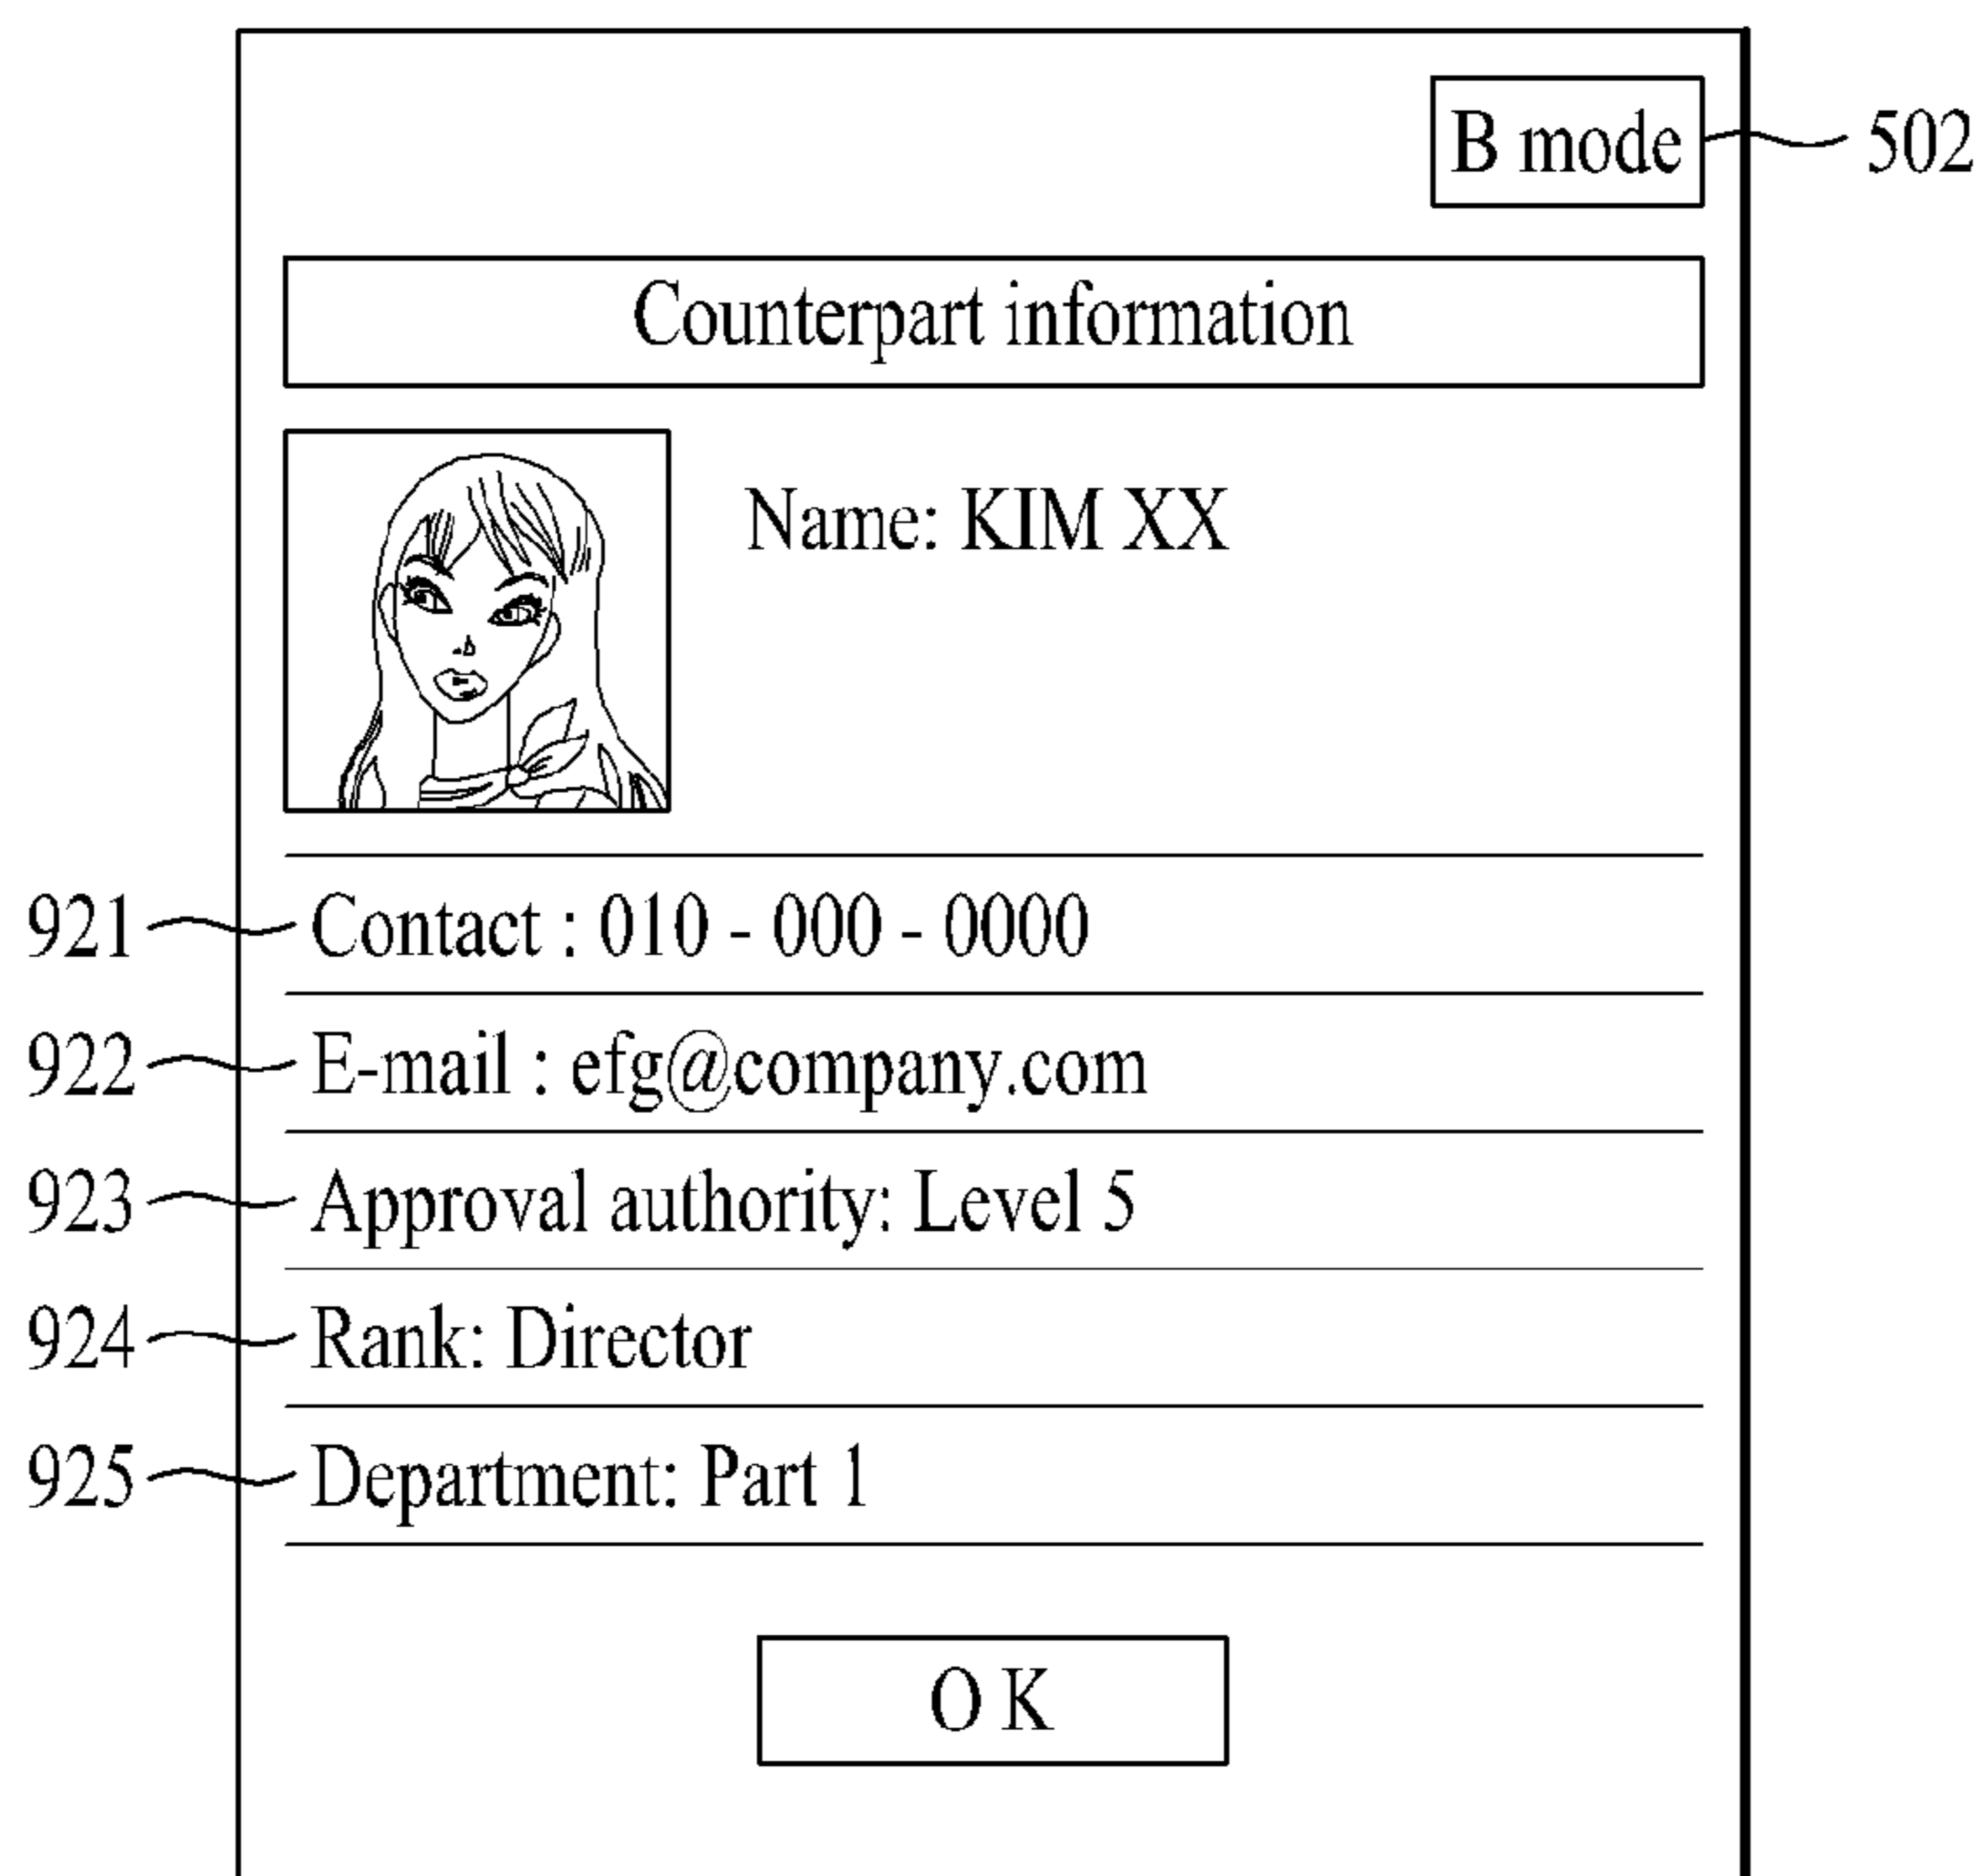 B mode 502
Counterpart information
Name: KIM XX
921 Contact : 010 - 000 - 0000
922 E-mail : efg@company.com
923 Approval authority: Level 5
924 Rank: Director
925 Department: Part 1
O K